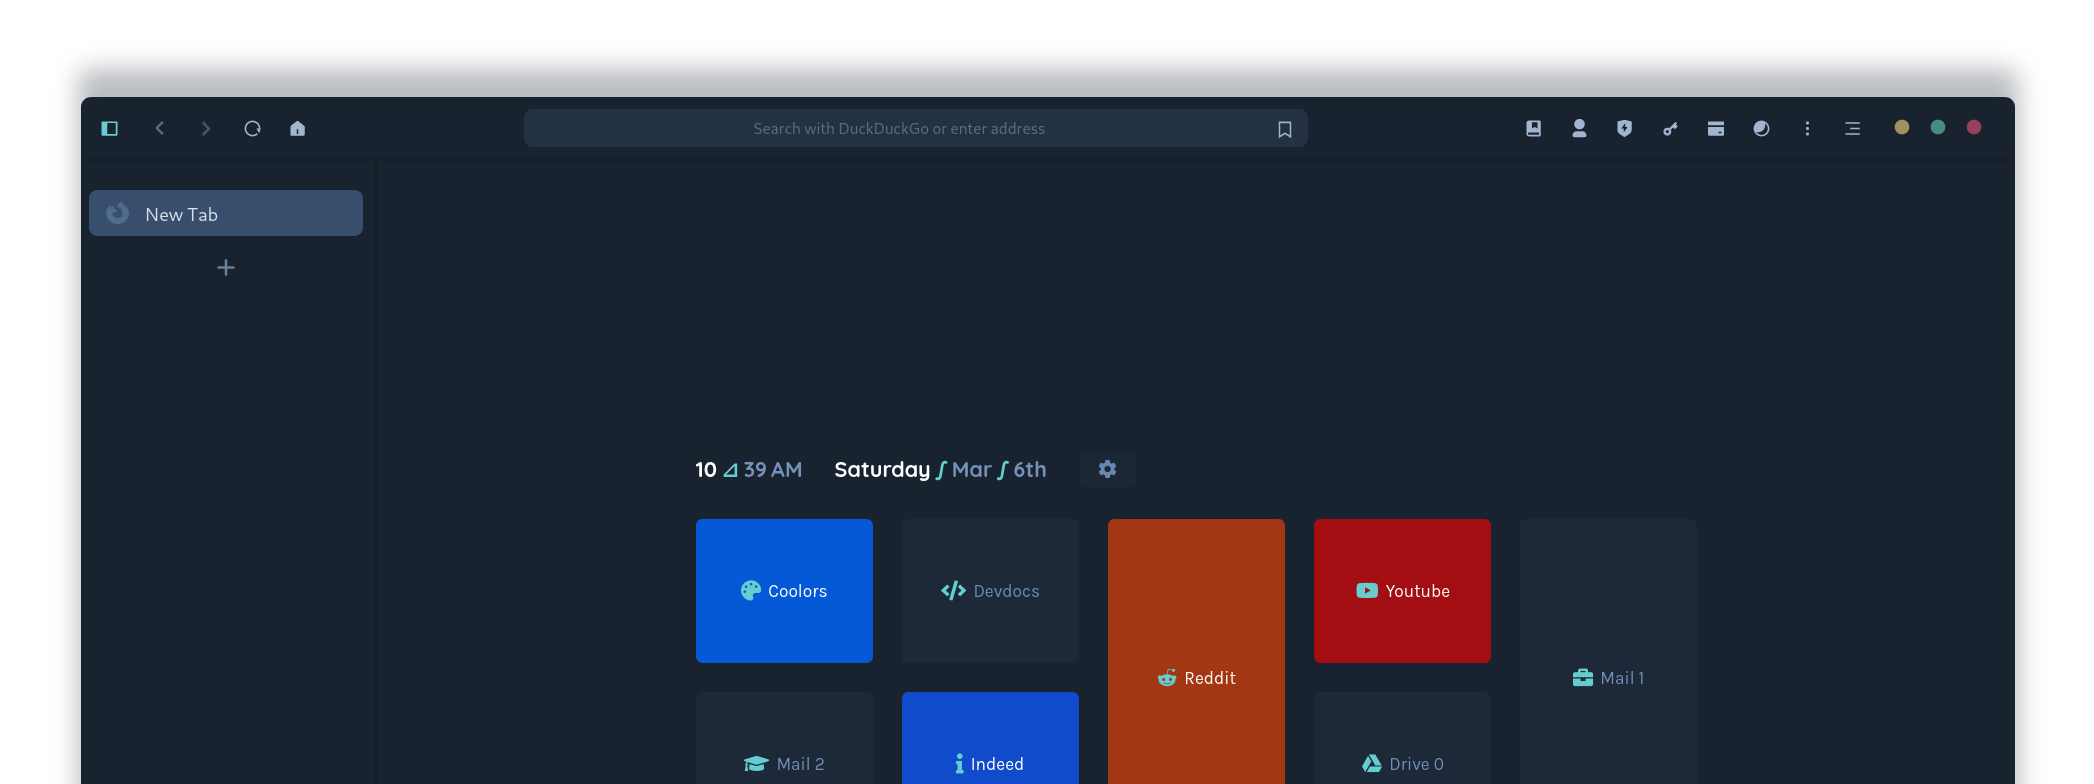 Search with DuckDuckGo or enter address
New Tab
10 ⊿ 39 AM Saturday ʃ Mar ʃ 6th
Coolors
Devdocs
Youtube
Reddit
Mail 1
Mail 2
Indeed
Drive 0